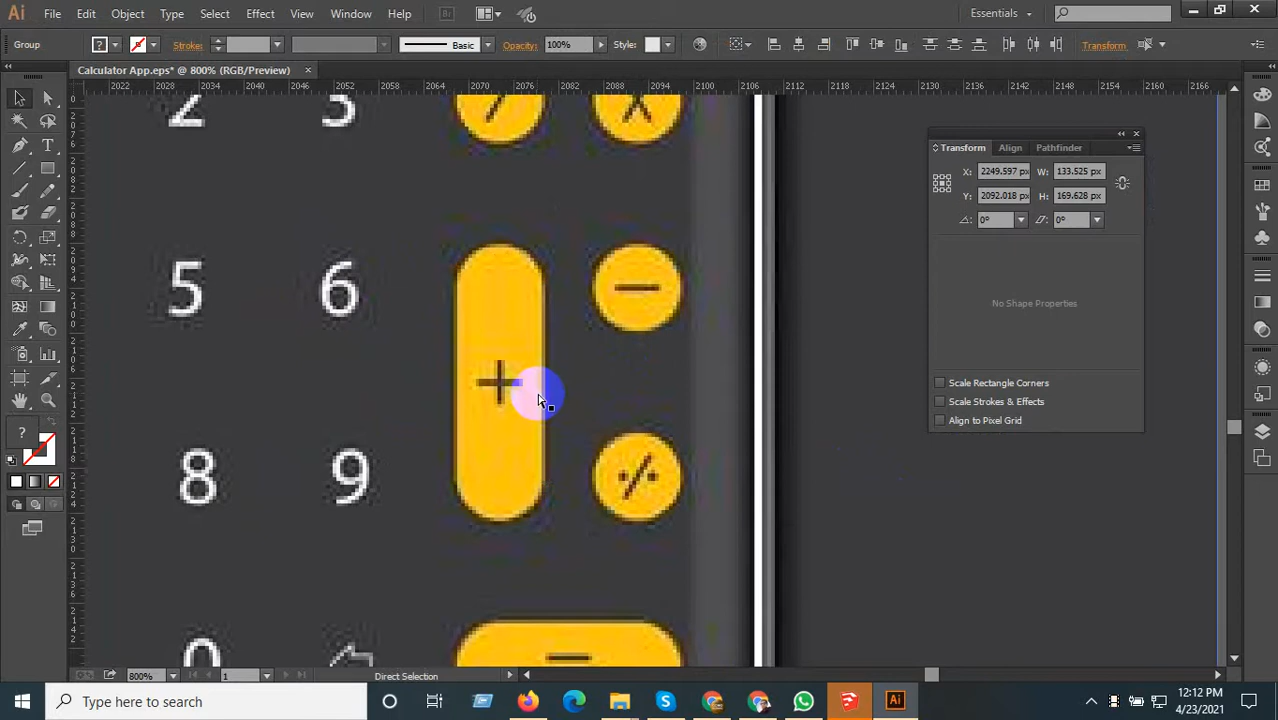 Ai File Edit Object Type Select Effect View Window Help Br Essentials
Group ? Stroke: Basic Opacity: 100% Style: Transform
Calculator App.eps* @ 800% (RGB/Preview) ×
2022 2028 2034 2040 2046 2052 2058 2064 2070 2076 2082 2088 2094 2100 2106 2112 2118 2124 2130 2136 2142 2148 2154 2160 2166
2 3 / X
Transform Align Pathfinder
X: 2249.597 px W: 133.525 px
Y: 2092.018 px H: 169.628 px
0° 0°
5 6 + −
No Shape Properties
Scale Rectangle Corners
Scale Strokes & Effects
Align to Pixel Grid
?
8 9 ·/·
0 −
800% 1 Direct Selection
Type here to search
12:12 PM
4/23/2021